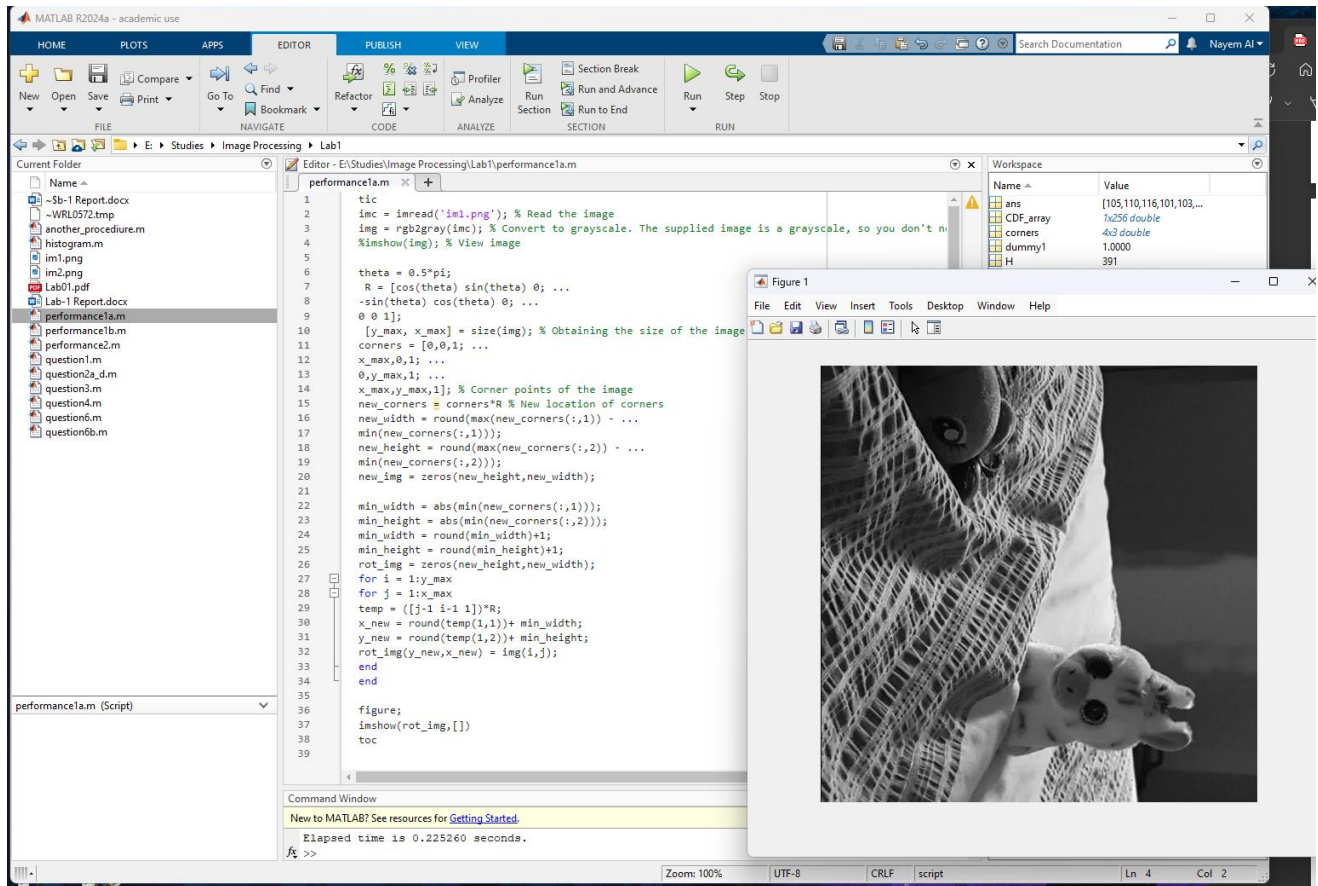 MATLAB R2024a - academic use
HOME PLOTS APPS EDITOR PUBLISH VIEW Search Documentation Nayem Al
New Open Save Compare Print Go To Find Bookmark Refactor Profiler Analyze Run Section Section Break Run and Advance Run to End Run Step Stop
FILE NAVIGATE CODE ANALYZE SECTION RUN
E: Studies Image Processing Lab1
Current Folder
Name
~$b-1 Report.docx
~WRL0572.tmp
another_procediure.m
histogram.m
im1.png
im2.png
Lab01.pdf
Lab-1 Report.docx
performance1a.m
performance1b.m
performance2.m
question1.m
question2a_d.m
question3.m
question4.m
question6.m
question6b.m
performance1a.m (Script)
Editor - E:\Studies\Image Processing\Lab1\performance1a.m
performance1a.m
1 tic
2 imc = imread('im1.png'); % Read the image
3 img = rgb2gray(imc); % Convert to grayscale. The supplied image is a grayscale, so you don't n
4 %imshow(img); % View image
5
6 theta = 0.5*pi;
7 R = [cos(theta) sin(theta) 0; ...
8 -sin(theta) cos(theta) 0; ...
9 0 0 1];
10 [y_max, x_max] = size(img); % Obtaining the size of the image
11 corners = [0,0,1; ...
12 x_max,0,1; ...
13 0,y_max,1; ...
14 x_max,y_max,1]; % Corner points of the image
15 new_corners = corners*R % New location of corners
16 new_width = round(max(new_corners(:,1)) - ...
17 min(new_corners(:,1)));
18 new_height = round(max(new_corners(:,2)) - ...
19 min(new_corners(:,2)));
20 new_img = zeros(new_height,new_width);
21
22 min_width = abs(min(new_corners(:,1)));
23 min_height = abs(min(new_corners(:,2)));
24 min_width = round(min_width)+1;
25 min_height = round(min_height)+1;
26 rot_img = zeros(new_height,new_width);
27 for i = 1:y_max
28 for j = 1:x_max
29 temp = ([j-1 i-1 1])*R;
30 x_new = round(temp(1,1))+ min_width;
31 y_new = round(temp(1,2))+ min_height;
32 rot_img(y_new,x_new) = img(i,j);
33 end
34 end
35
36 figure;
37 imshow(rot_img,[])
38 toc
39
Command Window
New to MATLAB? See resources for Getting Started.
Elapsed time is 0.225260 seconds.
fx >>
Workspace
Name Value
ans [105,110,116,101,103,...
CDF_array 1x256 double
corners 4x3 double
dummy1 1.0000
H 391
Figure 1
File Edit View Insert Tools Desktop Window Help
Zoom: 100% UTF-8 CRLF script Ln 4 Col 2